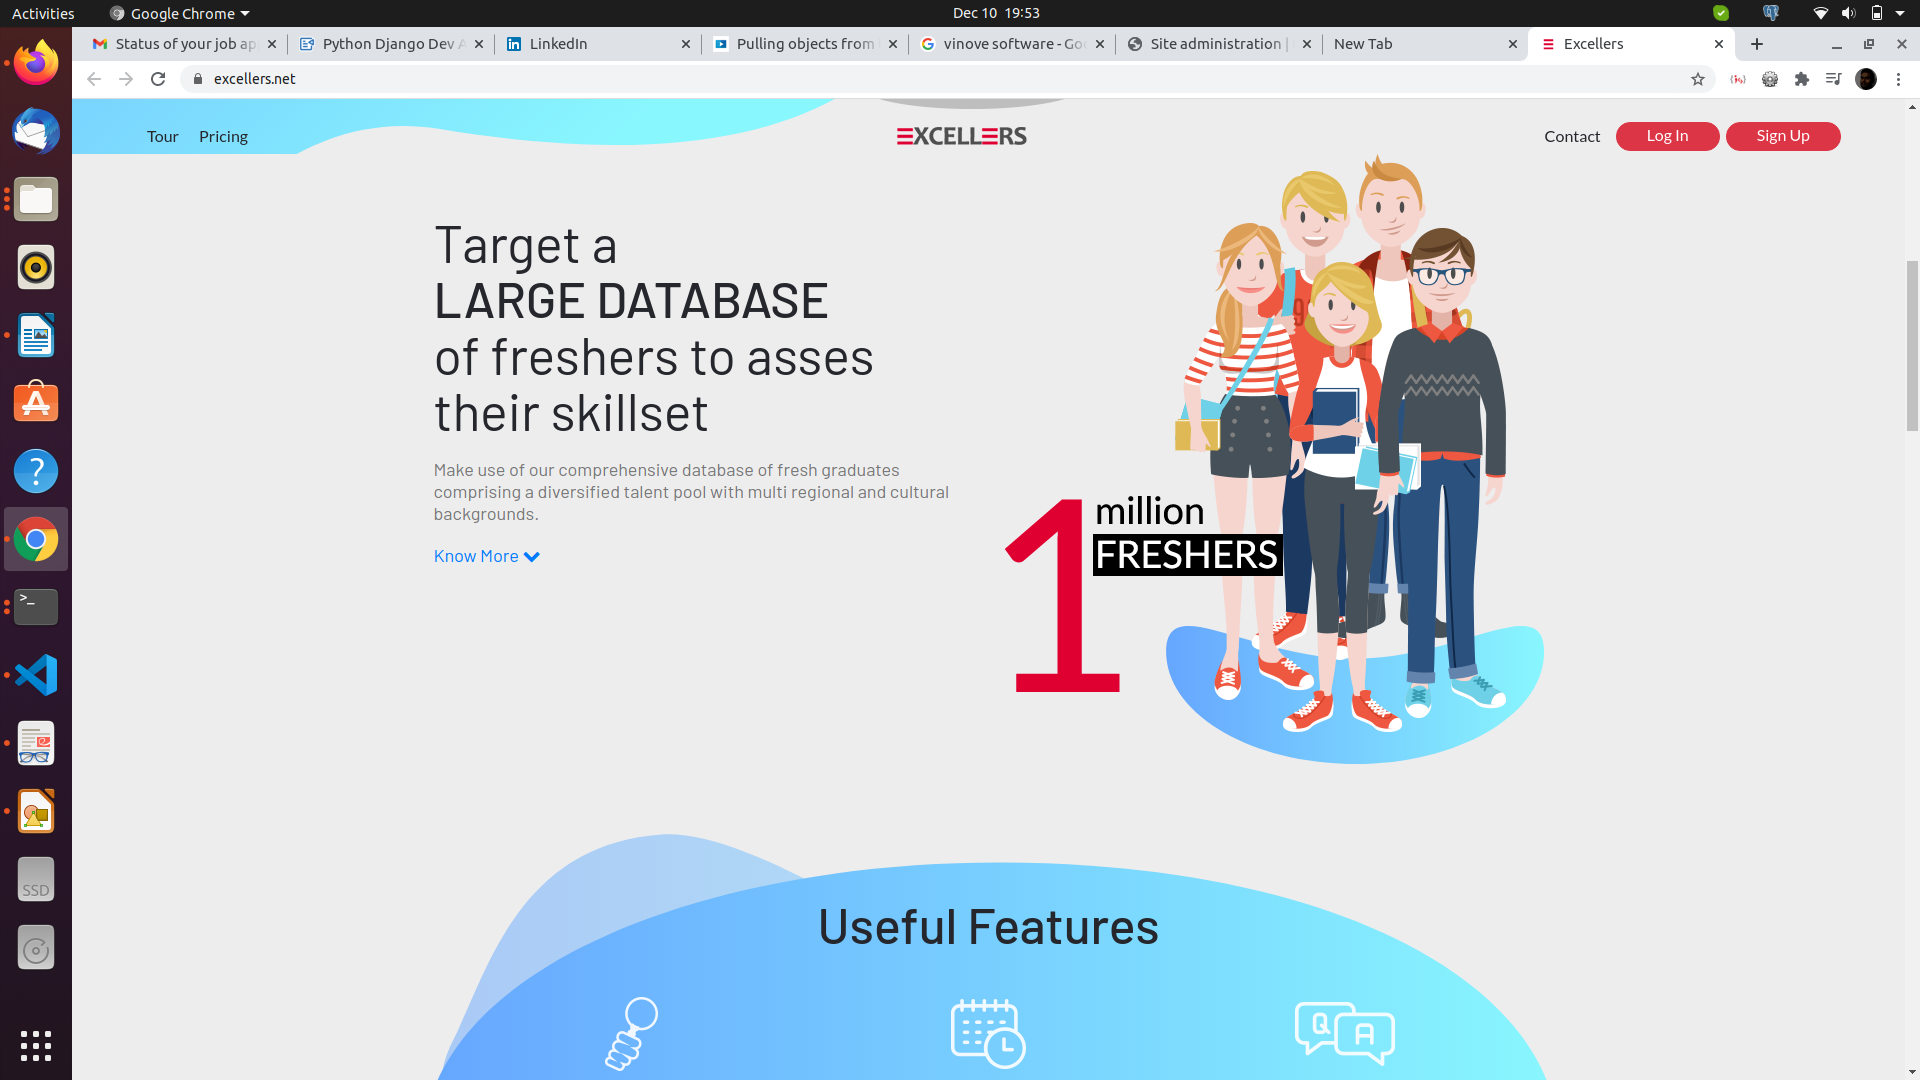 Activities
Google Chrome
Dec 10 19:53
Status of your job ap
Python Django Dev A
LinkedIn
Pulling objects from
vinove software - Goo
Site administration |
New Tab
Excellers
excellers.net
Tour
Pricing
EXCELLERS
Contact
Log In
Sign Up
Target a
LARGE DATABASE
of freshers to asses
their skillset
Make use of our comprehensive database of fresh graduates
comprising a diversified talent pool with multi regional and cultural
backgrounds.
Know More
1
million
FRESHERS
SSD
Useful Features
Q
A